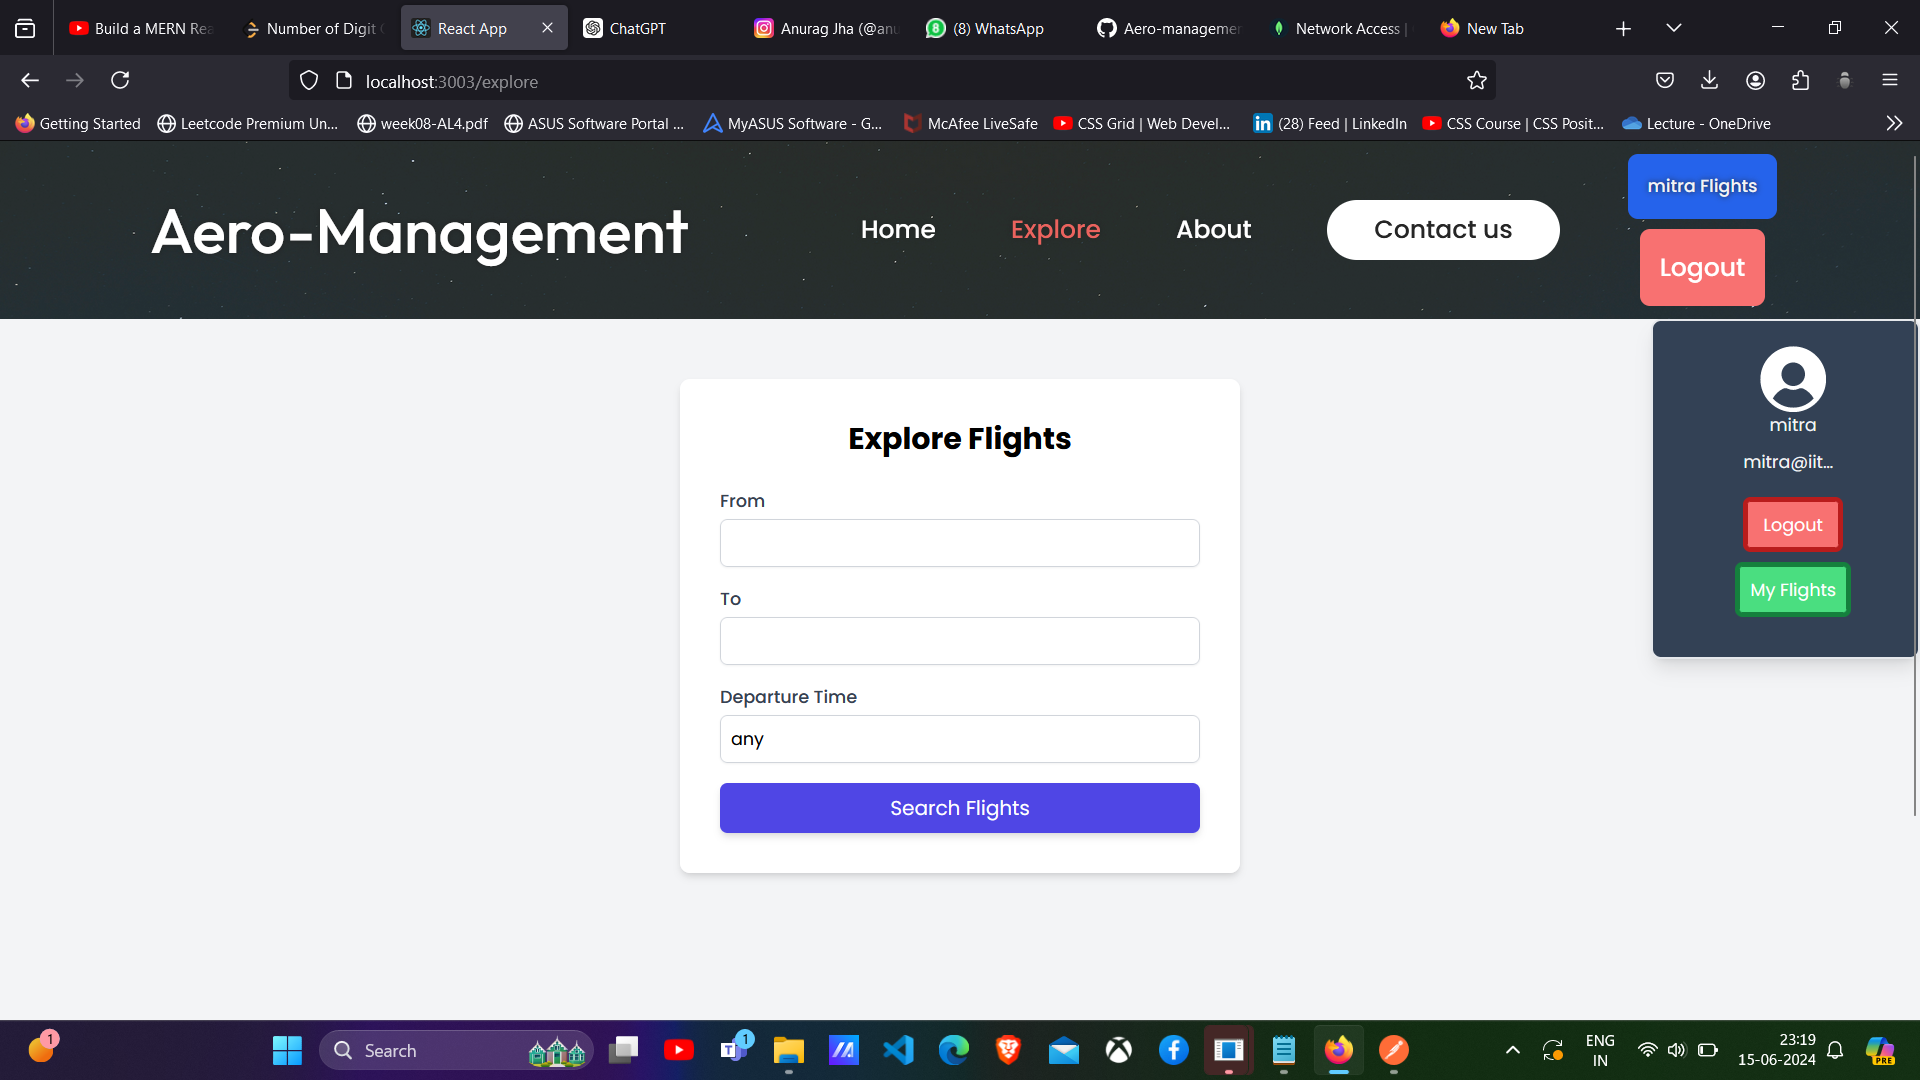 Build a MERN Rea
Number of Digit
React App
ChatGPT
Anurag Jha (@anu
(8) WhatsApp
Aero-managemen
Network Access |
New Tab
localhost:3003/explore
Getting Started
Leetcode Premium Un...
week08-AL4.pdf
ASUS Software Portal ...
MyASUS Software - G...
McAfee LiveSafe
CSS Grid | Web Devel...
(28) Feed | LinkedIn
CSS Course | CSS Posit...
Lecture - OneDrive
Aero-Management
Home
Explore
About
Contact us
mitra Flights
Logout
mitra
mitra@iit...
Logout
My Flights
Explore Flights
From
To
Departure Time
any
Search Flights
1
Search
1
ENG
IN
23:19
15-06-2024
PRE